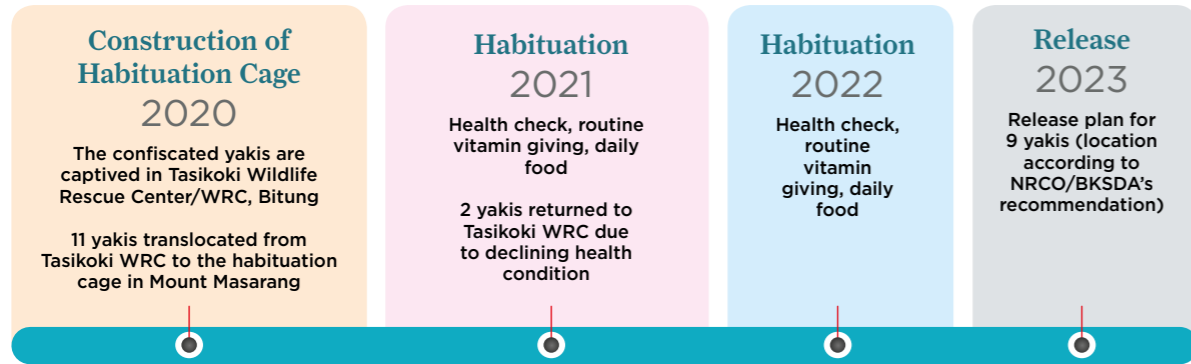 Construction of
Habituation Cage
2020
The confiscated yakis are
captived in Tasikoki Wildlife
Rescue Center/WRC, Bitung
11 yakis translocated from
Tasikoki WRC to the habituation
cage in Mount Masarang
Habituation
2021
Health check, routine
vitamin giving, daily
food
2 yakis returned to
Tasikoki WRC due
to declining health
condition
Habituation
2022
Health check,
routine
vitamin
giving, daily
food
Release
2023
Release plan for
9 yakis (location
according to
NRCO/BKSDA’s
recommendation)